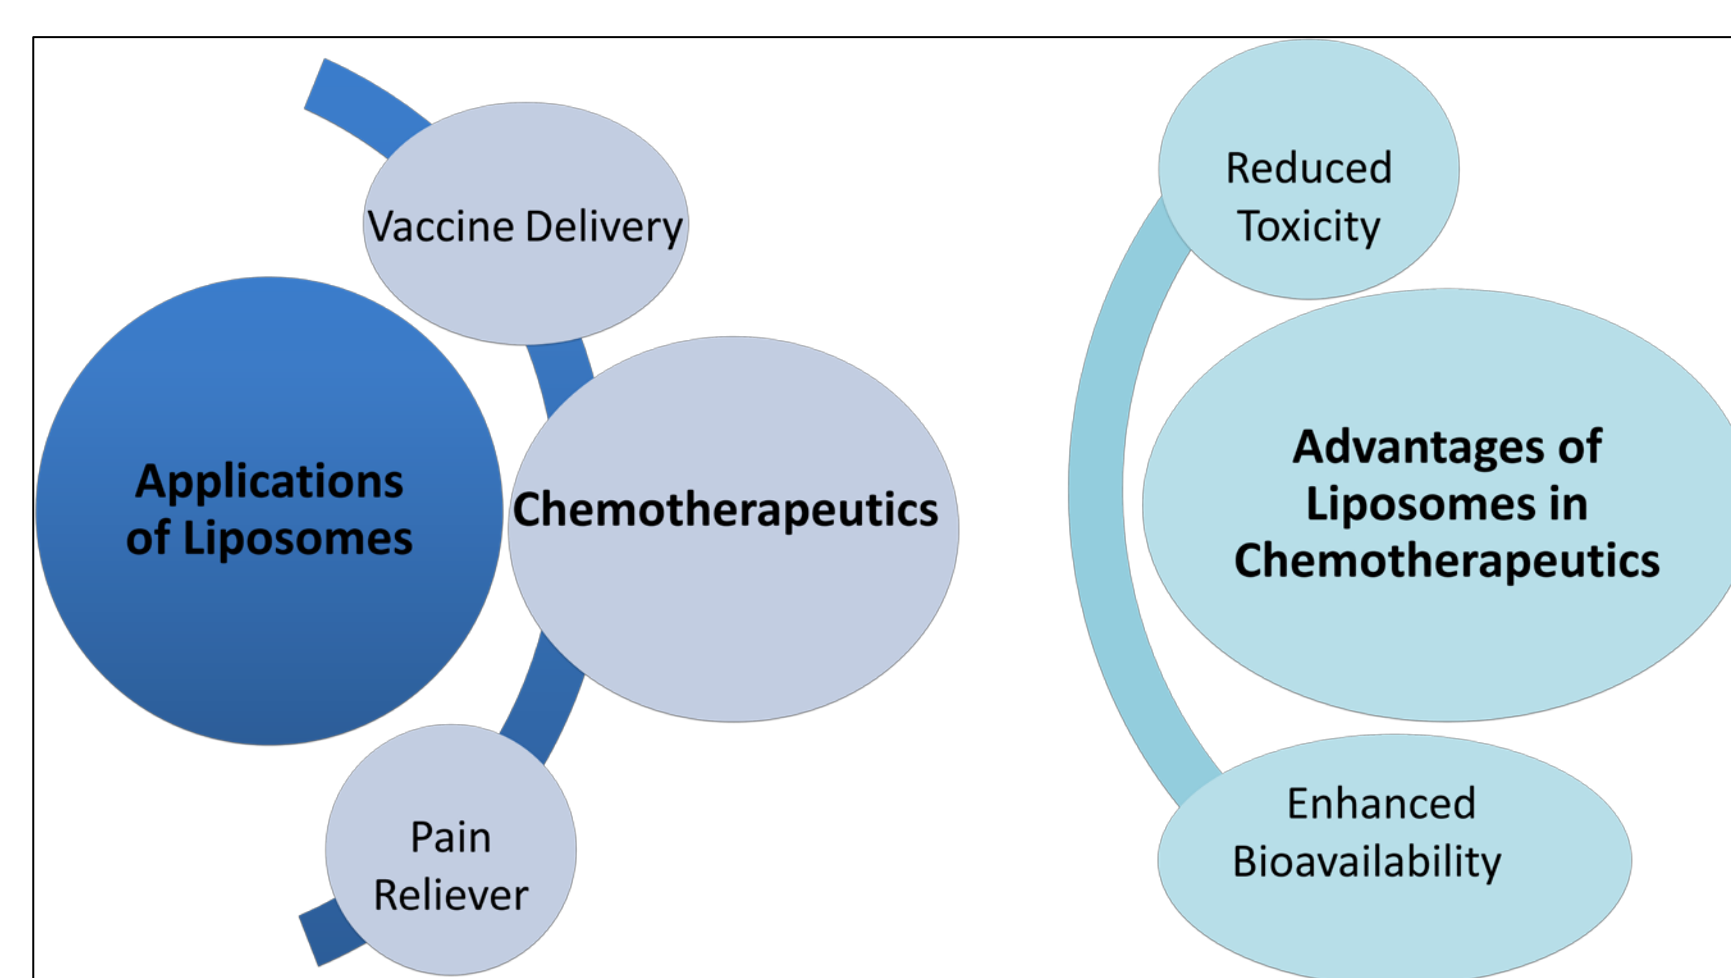 Vaccine Delivery
Applications
of Liposomes
Chemotherapeutics
Pain
Reliever
Reduced
Toxicity
Advantages of
Liposomes in
Chemotherapeutics
Enhanced
Bioavailability